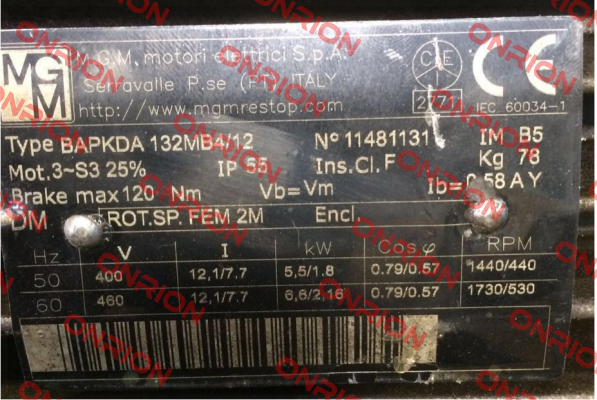 MGM
M.G.M. motori elettrici S.p.A.
Serravalle P.se ITALY
http://www.mgmrestop.com
CSE
2771
CE
IEC 60034-1
Type BAPKDA 132MB4/12 N° 11481131 IM B5
Mot.3~S3 25% IP 55 Ins.Cl. F Kg 78
Brake max 120 Nm Vb=Vm Ib= 0,58 A Y
DM ROT.SP. FEM 2M Encl.
Hz V I kW Cos φ RPM
50 400 12,1/7.7 5,5/1.8 0.79/0.57 1440/440
60 460 12,1/7.7 6,6/2.16 0.79/0.57 1730/530
ONRION